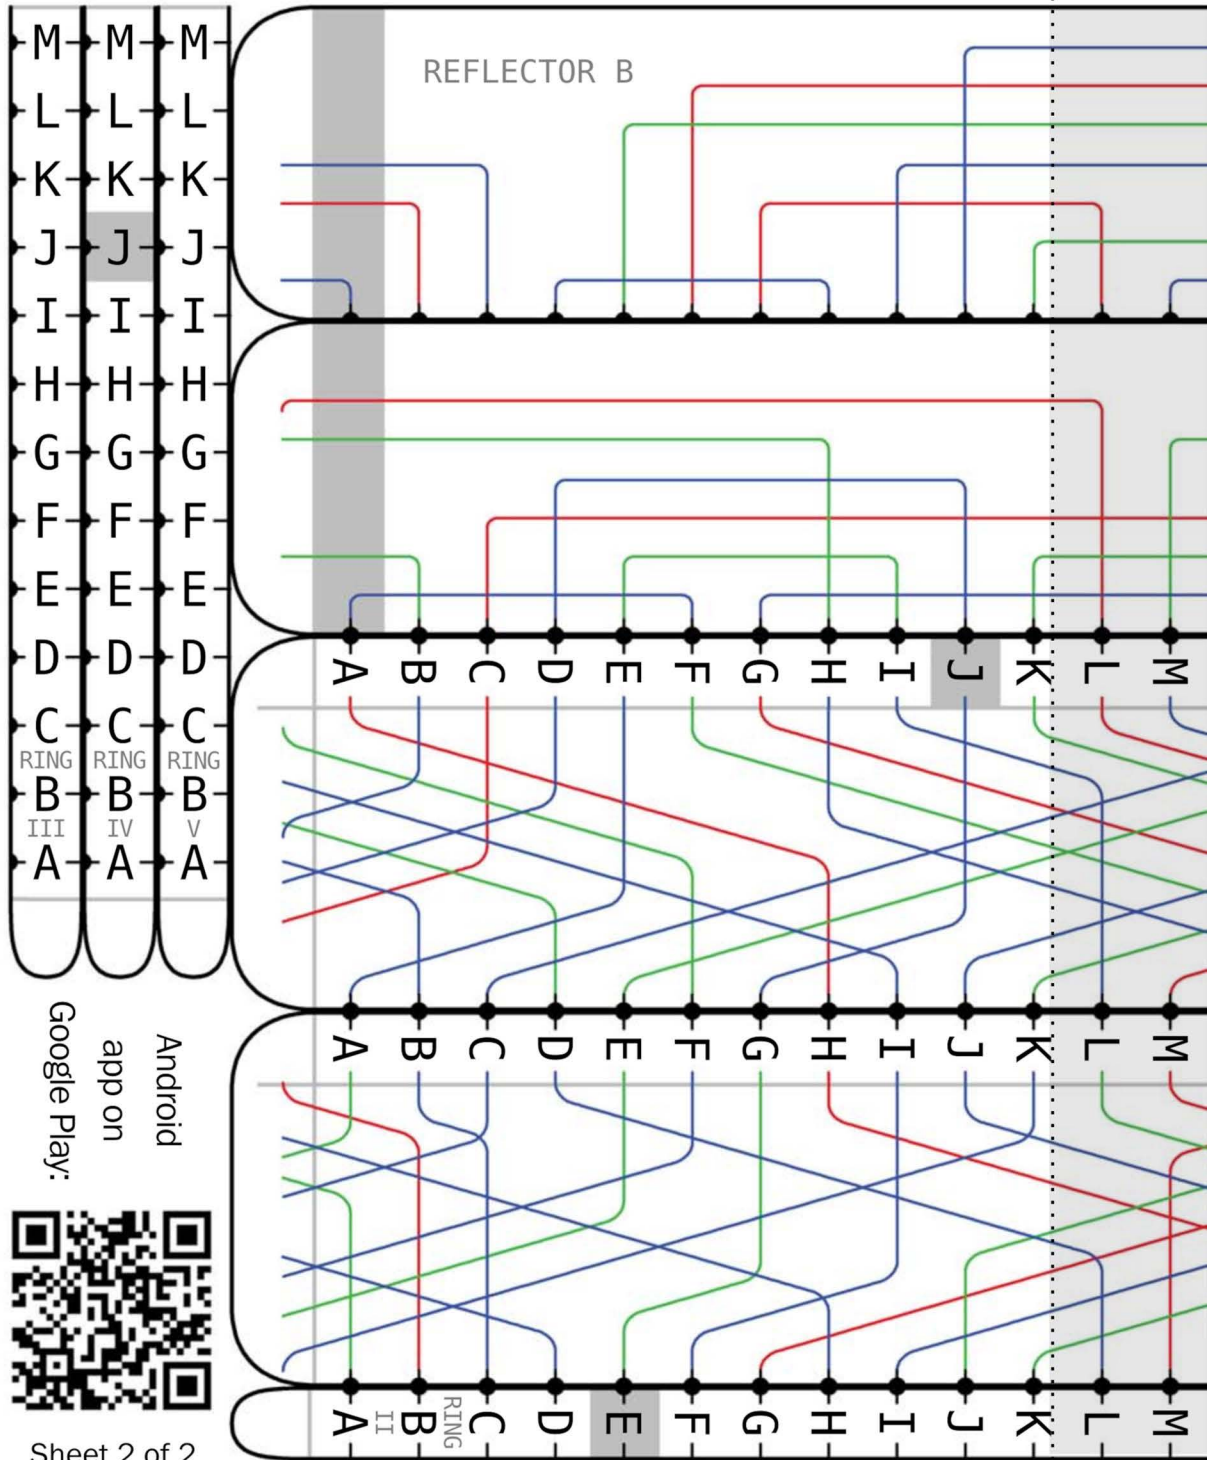 REFLECTOR B
M M M
L L L
K K K
J J J
I I I
H H H
G G G
F F F
E E E
D D D
C C C
RING RING RING
B B B
III IV V
A A A
A B C D E F G H I J K L M
A B C D E F G H I J K L M
A B C D E F G H I J K L M
II RING
Android
app on
Google Play:
Sheet 2 of 2